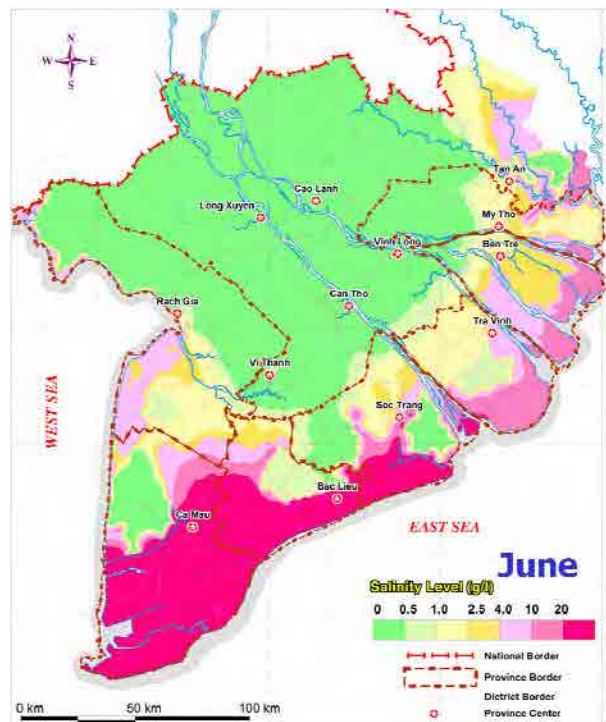 N
W E
S
Tan An
Cao Lanh
Long Xuyen
My Tho
Vinh Long
Ben Tre
Can Tho
Rach Gia
Tra Vinh
Vi Thanh
WEST SEA
Soc Trang
Bac Lieu
Ca Mau
EAST SEA
June
Salinity Level (g/l)
0 0.5 1.0 2.5 4.0 10 20
National Border
Province Border
District Border
Province Center
0 km 50 km 100 km